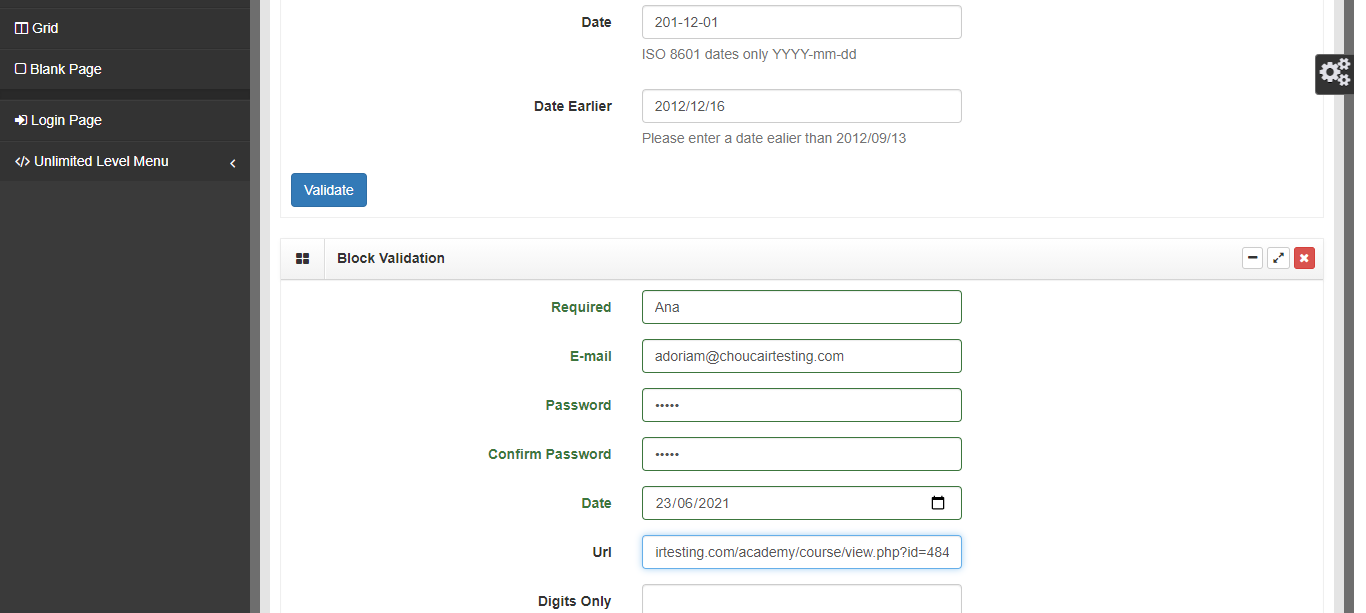 Grid
Blank Page
Login Page
Unlimited Level Menu
Date 201-12-01
ISO 8601 dates only YYYY-mm-dd
Date Earlier 2012/12/16
Please enter a date ealier than 2012/09/13
Validate
Block Validation
Required Ana
E-mail adoriam@choucairtesting.com
Password •••••
Confirm Password •••••
Date 23/06/2021
Url irtesting.com/academy/course/view.php?id=484
Digits Only